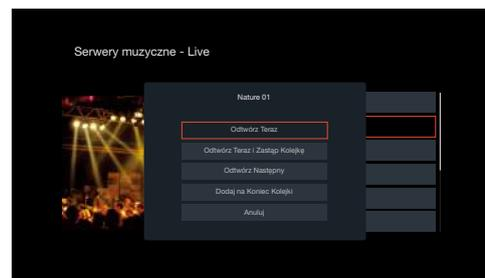 Serwery muzyczne - Live
Nature 01
Odtwórz Teraz
Odtwórz Teraz i Zastąp Kolejkę
Odtwórz Następny
Dodaj na Koniec Kolejki
Anuluj